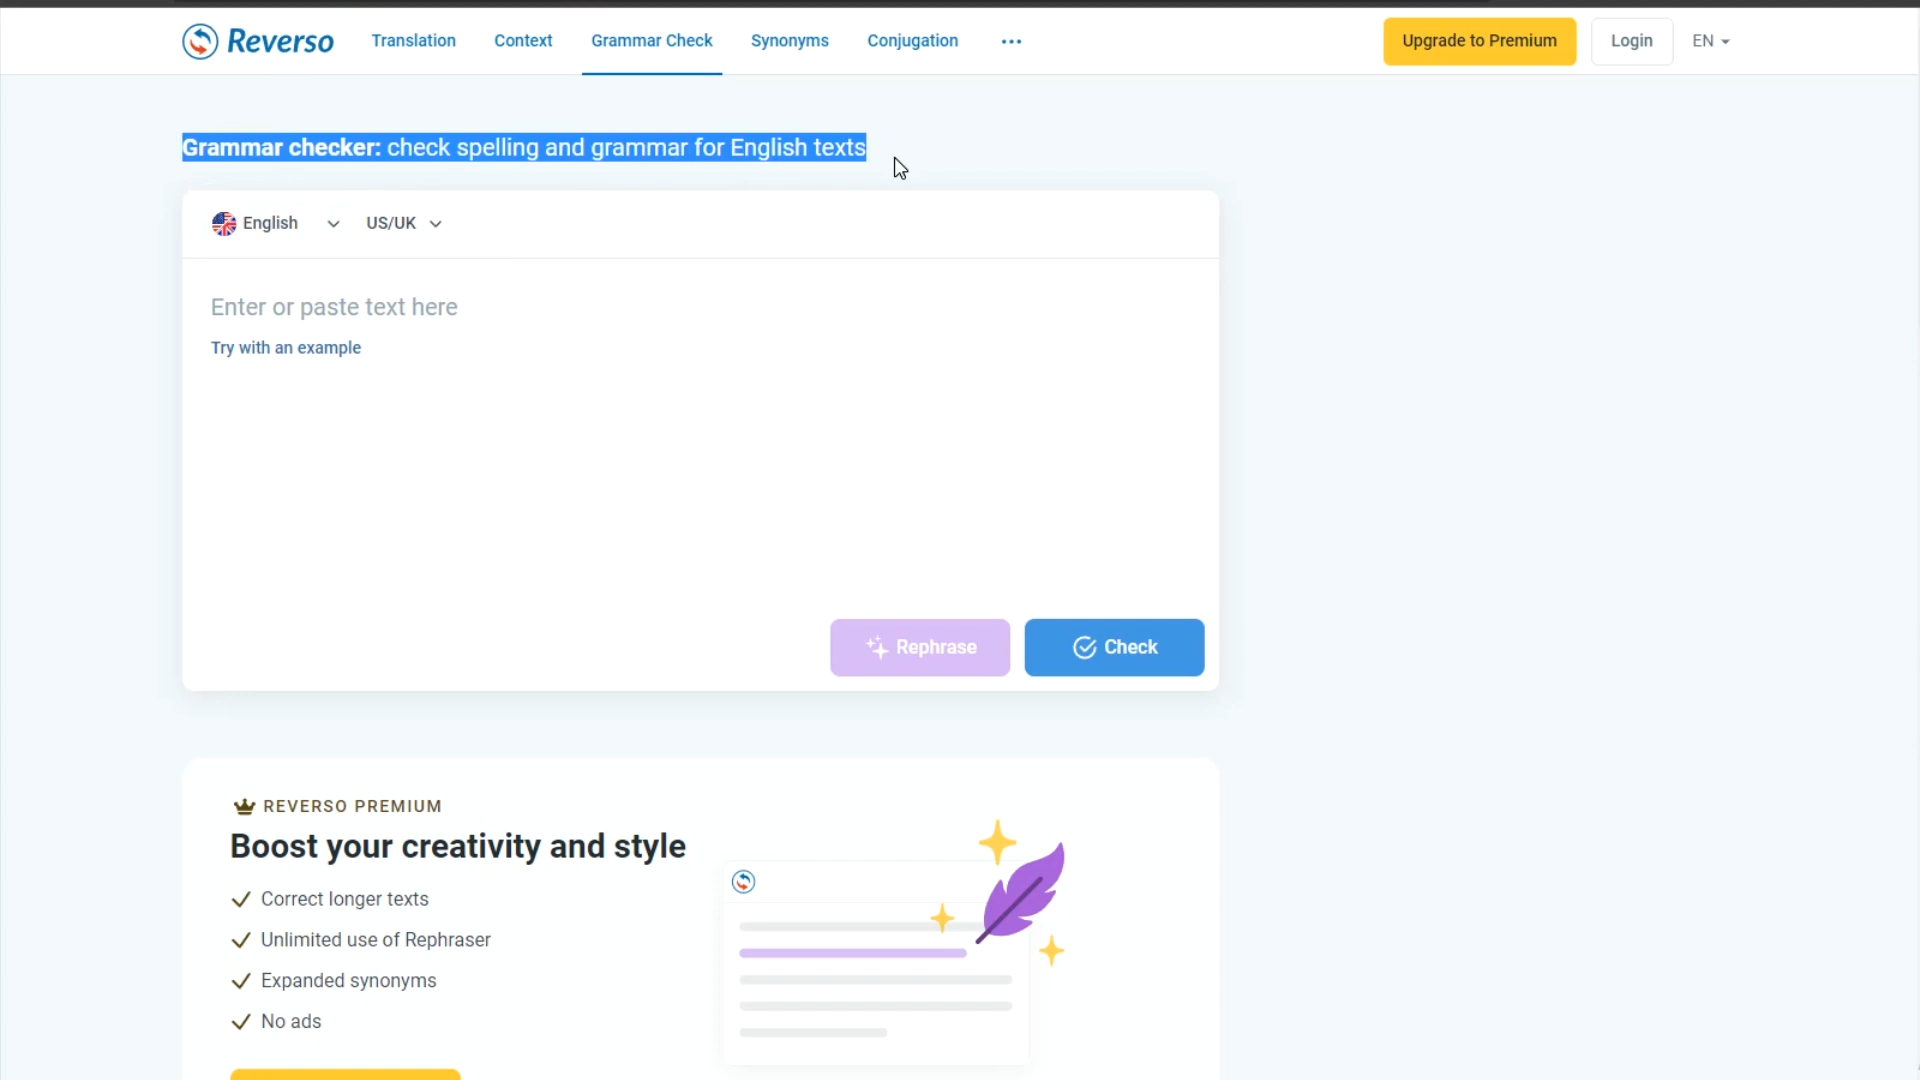 Reverso Translation Context Grammar Check Synonyms Conjugation ... Upgrade to Premium Login EN
Grammar checker: check spelling and grammar for English texts
English US/UK
Enter or paste text here
Try with an example
Rephrase Check
REVERSO PREMIUM
Boost your creativity and style
Correct longer texts
Unlimited use of Rephraser
Expanded synonyms
No ads